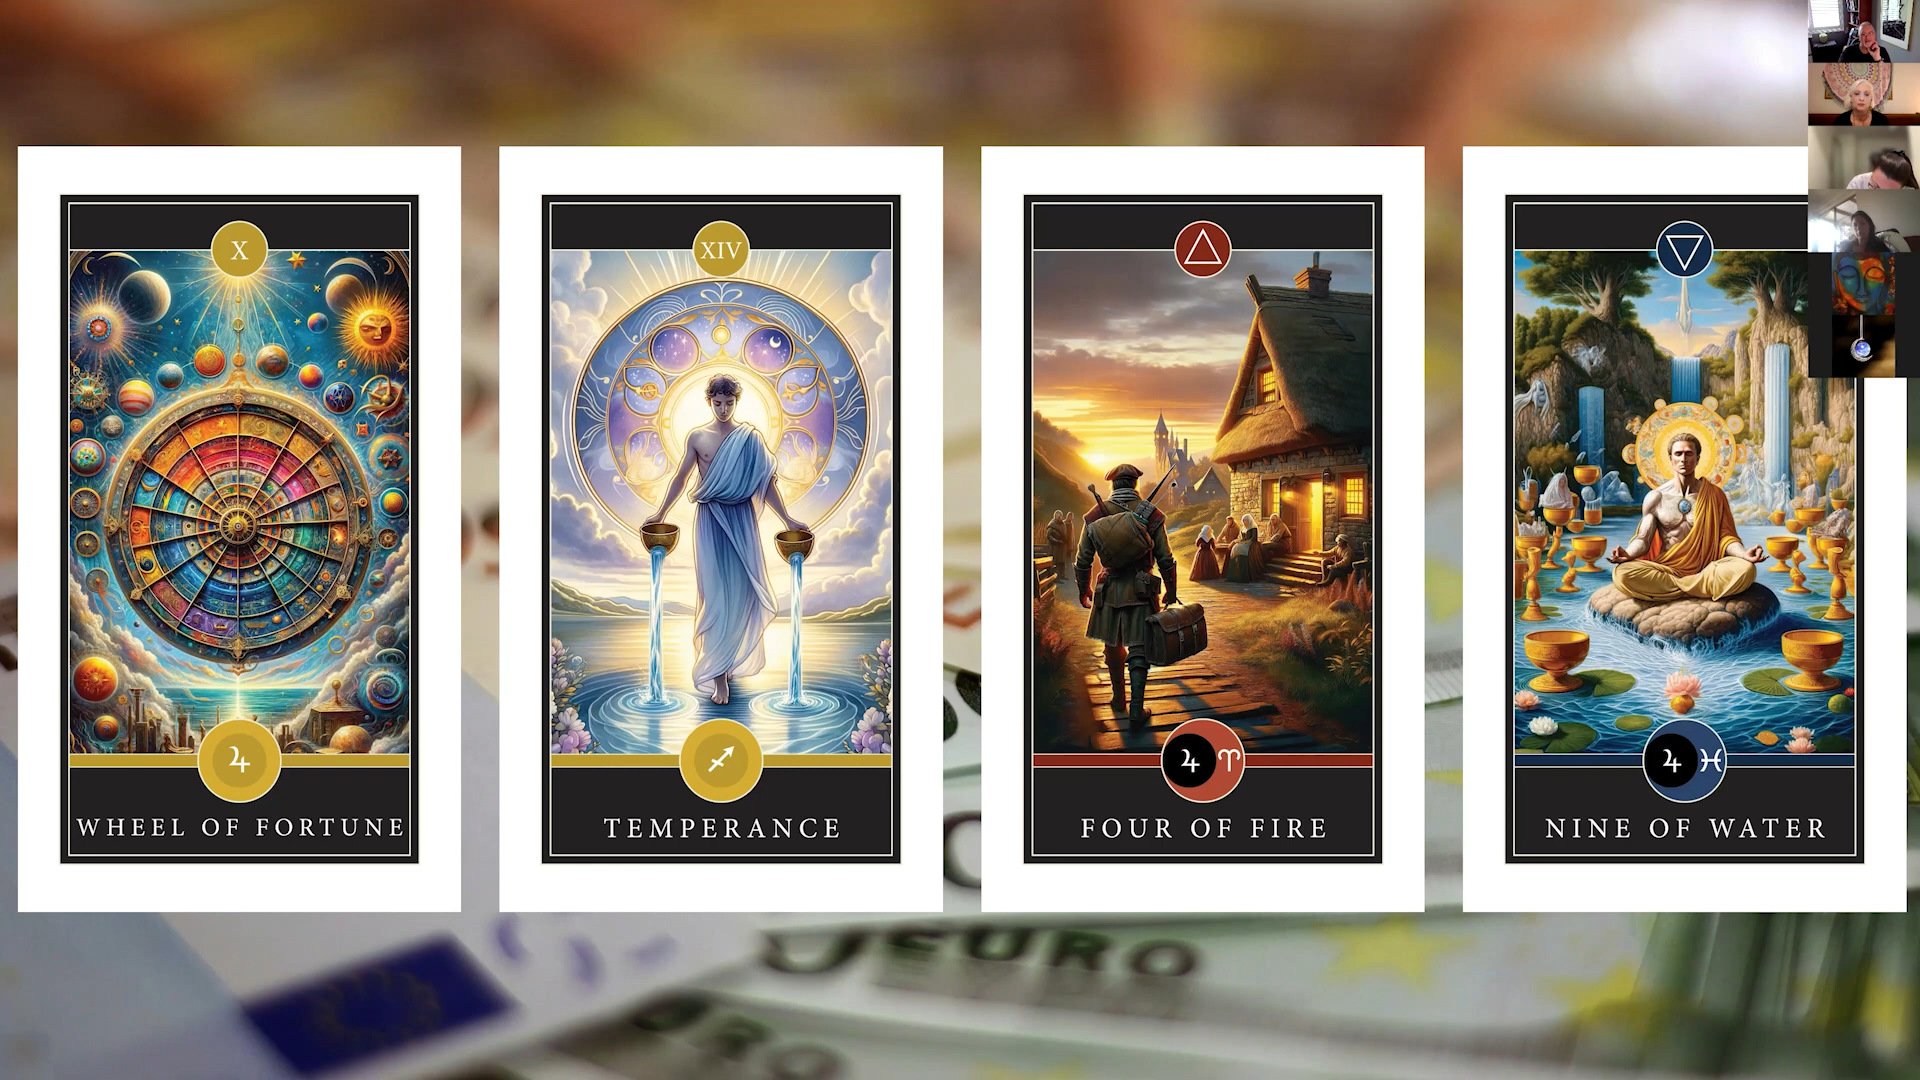 X
WHEEL OF FORTUNE
XIV
TEMPERANCE
FOUR OF FIRE
NINE OF WATER
EURO